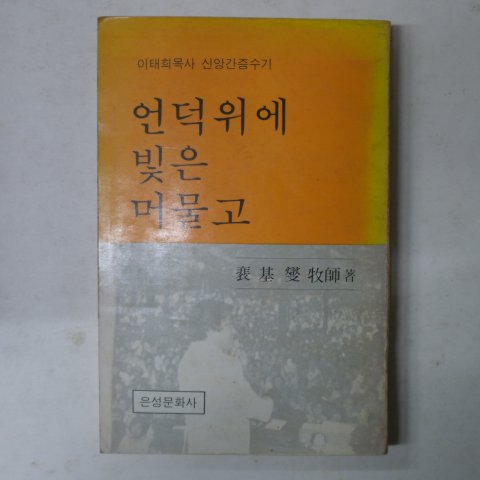 이태희목사 신앙간증수기
언덕위에
빛은
머물고
裵基燮 牧師 著
은성문화사